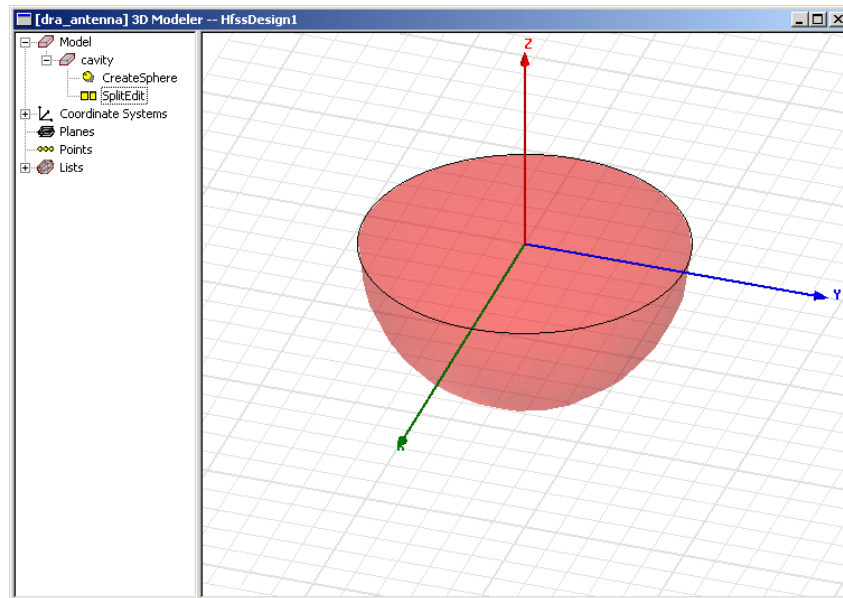 [dra_antenna] 3D Modeler -- HfssDesign1
Model
cavity
CreateSphere
SplitEdit
Coordinate Systems
Planes
Points
Lists
Z
Y